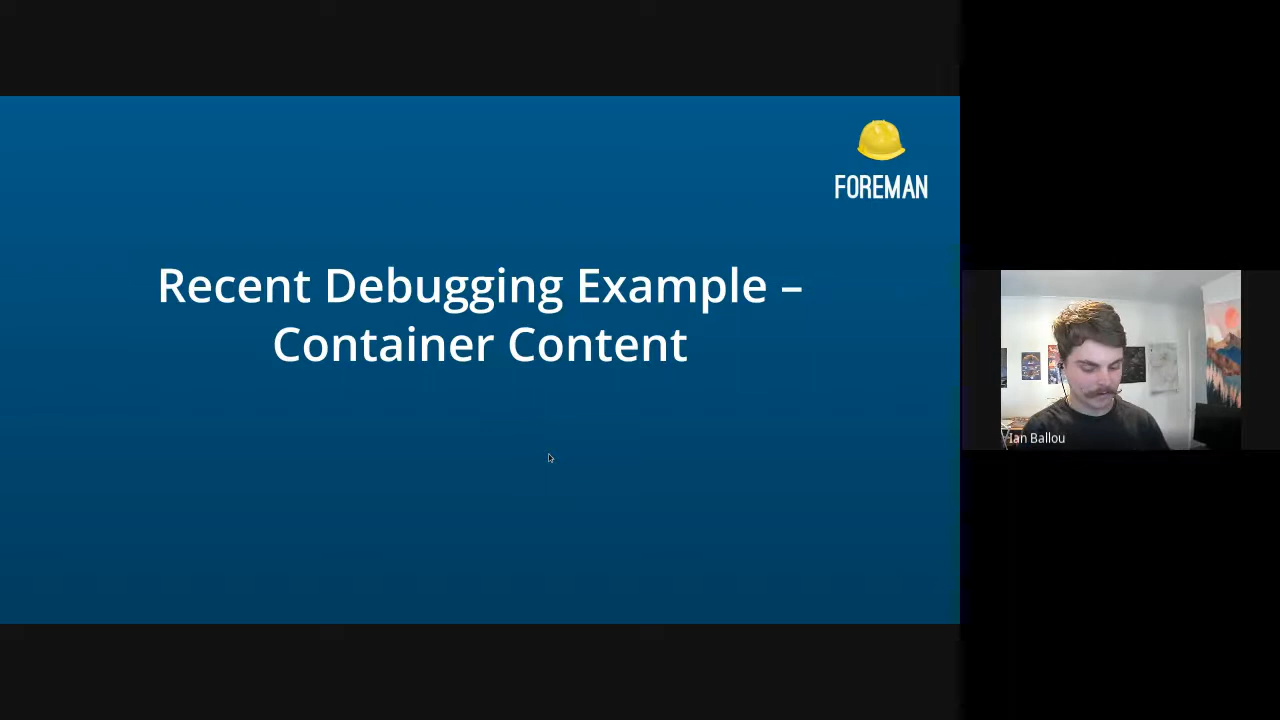 FOREMAN
Recent Debugging Example –
Container Content
Ian Ballou